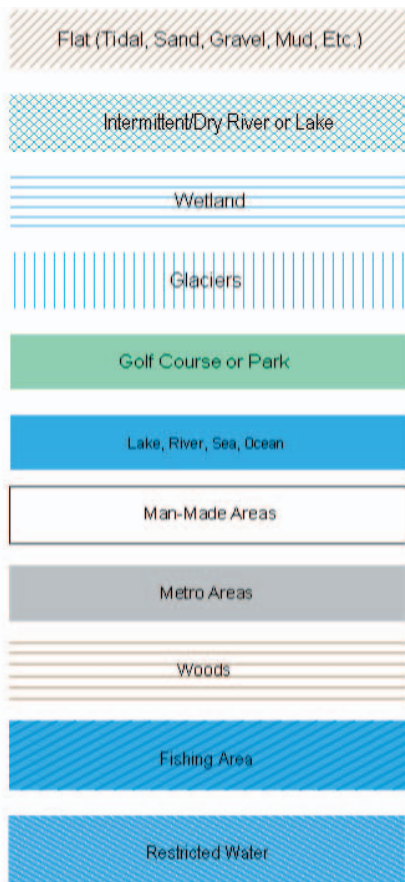 Flat (Tidal, Sand, Gravel, Mud, Etc.)
Intermittent/Dry River or Lake
Wetland
Glaciers
Golf Course or Park
Lake, River, Sea, Ocean
Man-Made Areas
Metro Areas
Woods
Fishing Area
Restricted Water